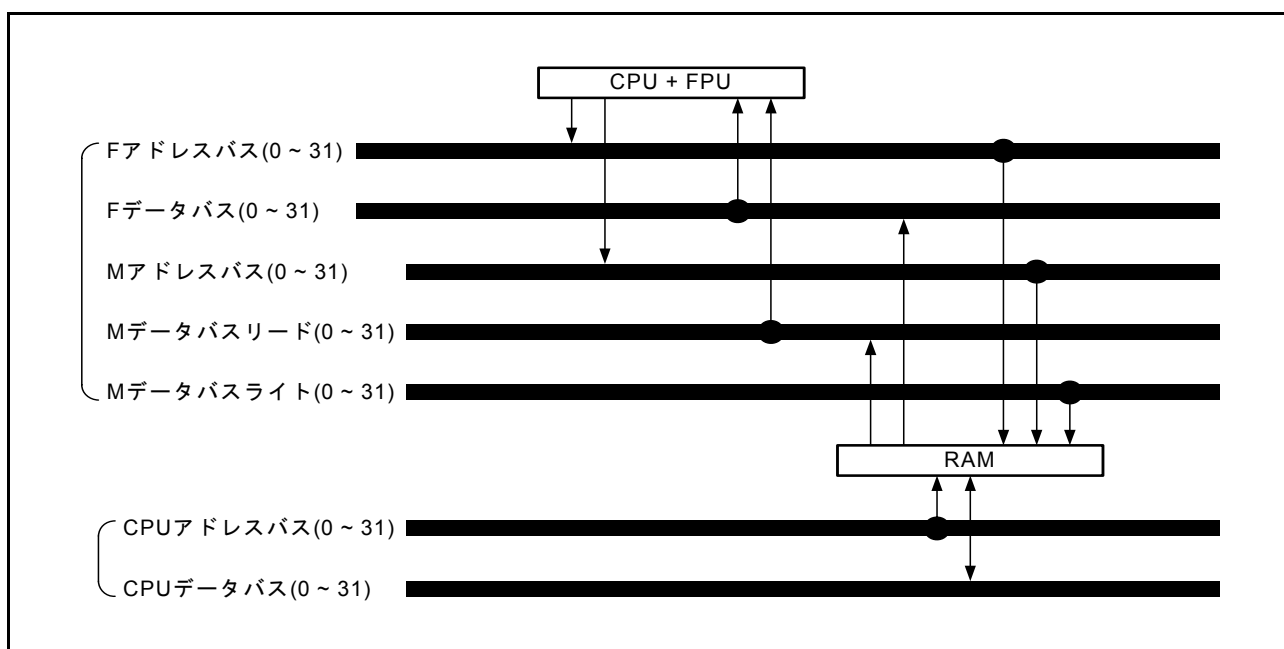 CPU + FPU
Fアドレスバス(0 ~ 31)
Fデータバス(0 ~ 31)
Mアドレスバス(0 ~ 31)
Mデータバスリード(0 ~ 31)
Mデータバスライト(0 ~ 31)
RAM
CPUアドレスバス(0 ~ 31)
CPUデータバス(0 ~ 31)